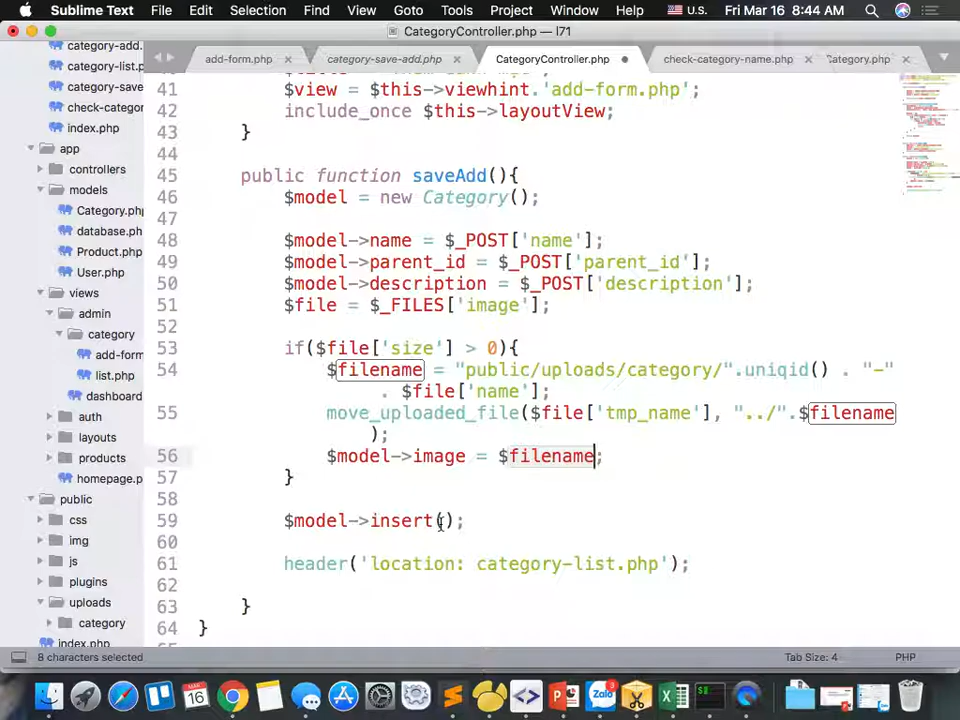 Sublime Text File Edit Selection Find View Goto Tools Project Window Help U.S. Fri Mar 16 8:44 AM
CategoryController.php — l71
add-form.php
category-save-add.php
CategoryController.php
check-category-name.php
Category.php
category-add.
category-list.p
category-save
check-categor
index.php
app
controllers
models
Category.php
database.ph
Product.php
User.php
views
admin
category
add-form
list.php
dashboard
auth
layouts
products
homepage.p
public
css
img
js
plugins
uploads
category
index.php
41 $view = $this->viewhint.'add-form.php';
42 include_once $this->layoutView;
43 }
44
45 public function saveAdd(){
46 $model = new Category();
47
48 $model->name = $_POST['name'];
49 $model->parent_id = $_POST['parent_id'];
50 $model->description = $_POST['description'];
51 $file = $_FILES['image'];
52
53 if($file['size'] > 0){
54 $filename = "public/uploads/category/".uniqid() . "-"
. $file['name'];
55 move_uploaded_file($file['tmp_name'], "../".$filename
);
56 $model->image = $filename;
57 }
58
59 $model->insert();
60
61 header('location: category-list.php');
62
63 }
64 }
8 characters selected
Tab Size: 4
PHP
MAR
16
Zalo
3